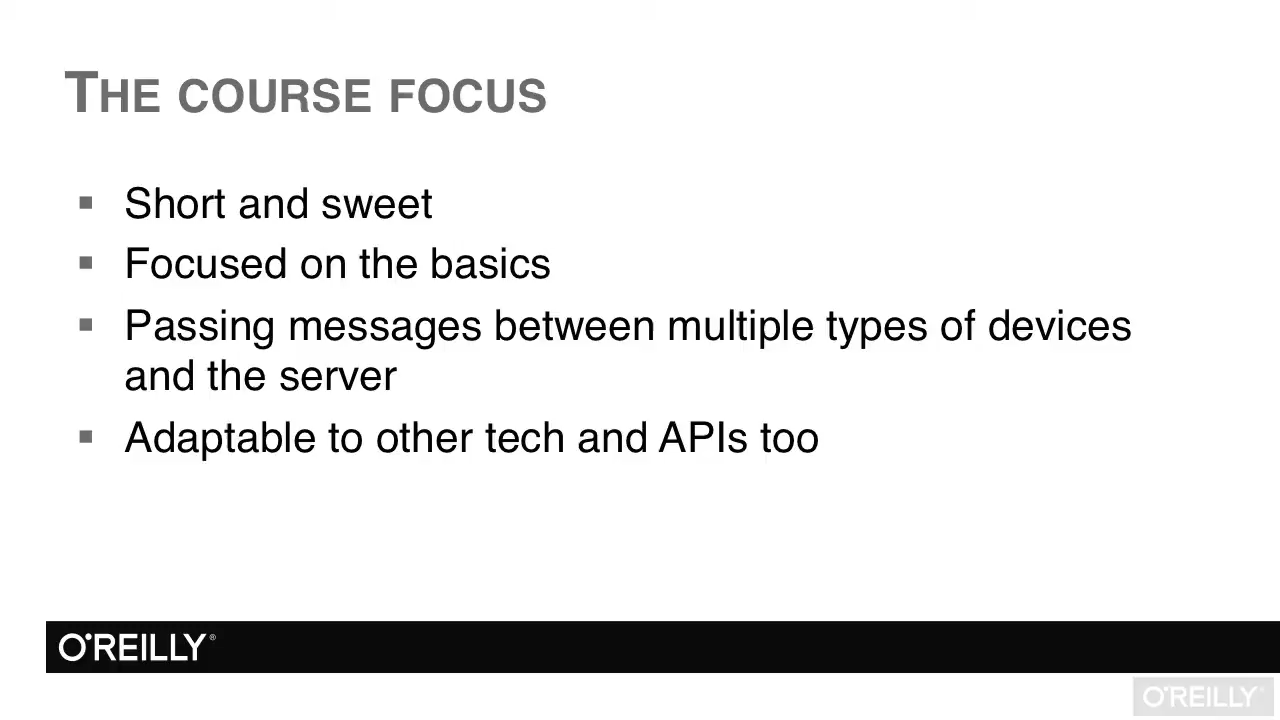 THE COURSE FOCUS
▪ Short and sweet
▪ Focused on the basics
▪ Passing messages between multiple types of devices
and the server
▪ Adaptable to other tech and APIs too
O'REILLY®
O'REILLY